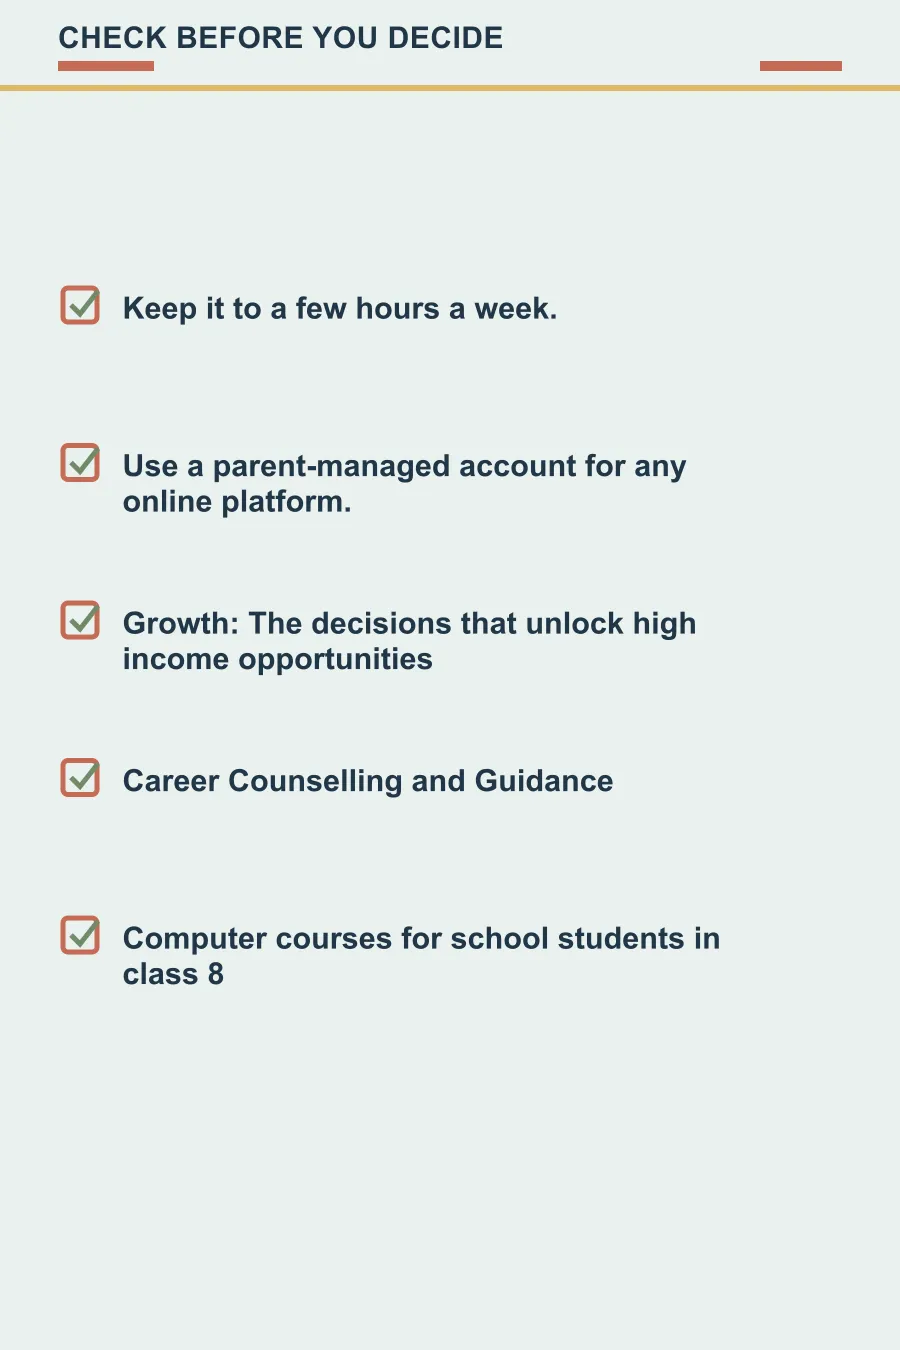 CHECK BEFORE YOU DECIDE
Keep it to a few hours a week.
Use a parent-managed account for any
online platform.
Growth: The decisions that unlock high
income opportunities
Career Counselling and Guidance
Computer courses for school students in
class 8